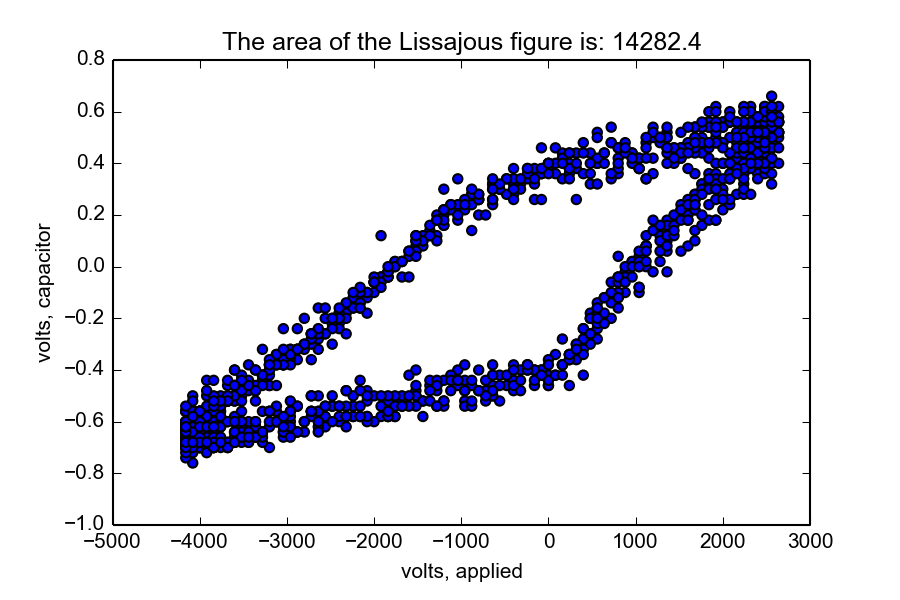 The area of the Lissajous figure is: 14282.4
0.8
0.6
0.4
0.2
0.0
−0.2
−0.4
−0.6
−0.8
−1.0
−5000 −4000 −3000 −2000 −1000 0 1000 2000 3000
volts, capacitor
volts, applied